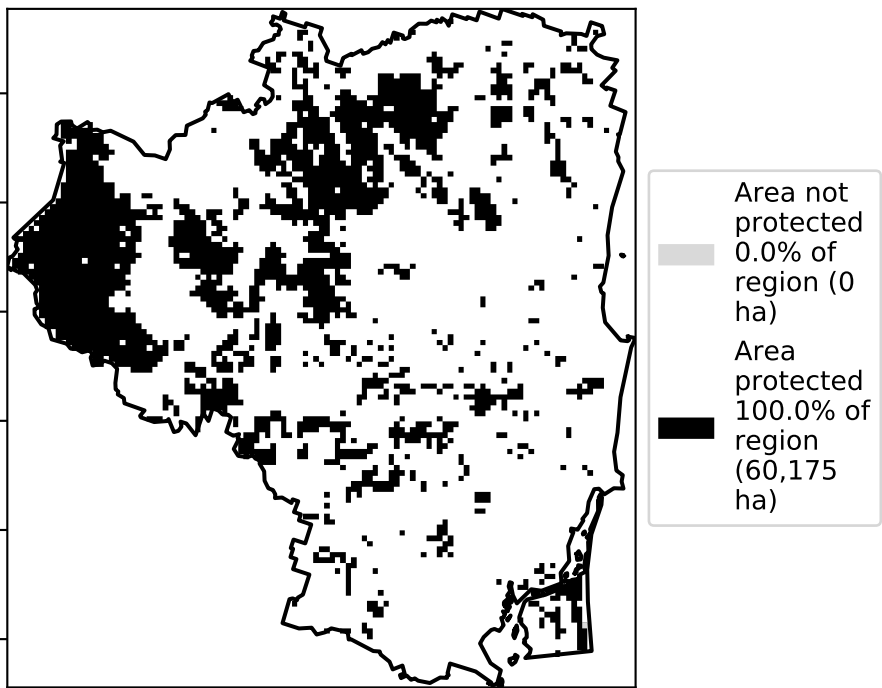 Area not
protected
0.0% of
region (0
ha)
Area
protected
100.0% of
region
(60,175
ha)